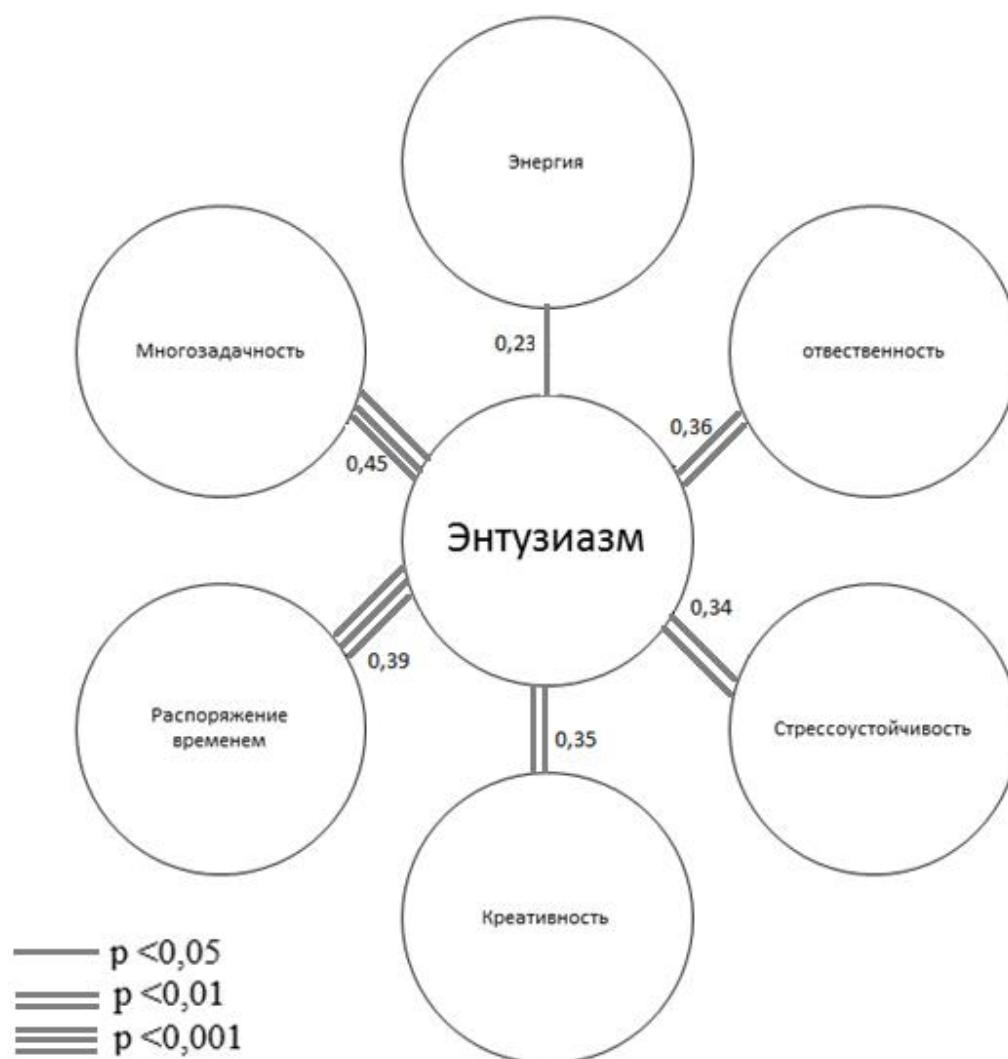 Энергия
Многозадачность
отвественность
0,23
0,36
0,45
Энтузиазм
0,34
0,39
Распоряжение
временем
Стрессоустойчивость
0,35
Креативность
p <0,05
p <0,01
p <0,001